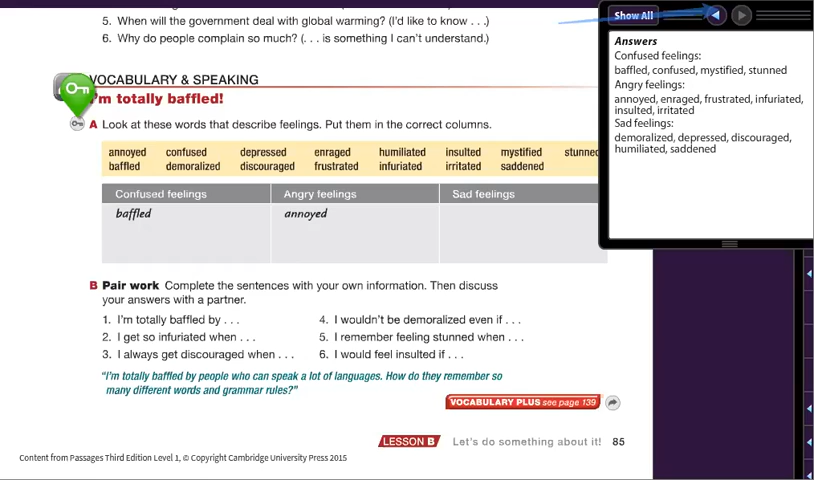 5. When will the government deal with global warming? (I'd like to know . . .)
6. Why do people complain so much? (. . . is something I can't understand.)
VOCABULARY & SPEAKING
I'm totally baffled!
A Look at these words that describe feelings. Put them in the correct columns.
annoyed confused depressed enraged humiliated insulted mystified stunned
baffled demoralized discouraged frustrated infuriated irritated saddened
Confused feelings Angry feelings Sad feelings
baffled annoyed
B Pair work Complete the sentences with your own information. Then discuss
your answers with a partner.
1. I'm totally baffled by . . .
2. I get so infuriated when . . .
3. I always get discouraged when . . .
4. I wouldn't be demoralized even if . . .
5. I remember feeling stunned when . . .
6. I would feel insulted if . . .
"I'm totally baffled by people who can speak a lot of languages. How do they remember so
many different words and grammar rules?"
VOCABULARY PLUS see page 139
LESSON B Let's do something about it! 85
Content from Passages Third Edition Level 1, © Copyright Cambridge University Press 2015
Show All
Answers
Confused feelings:
baffled, confused, mystified, stunned
Angry feelings:
annoyed, enraged, frustrated, infuriated,
insulted, irritated
Sad feelings:
demoralized, depressed, discouraged,
humiliated, saddened